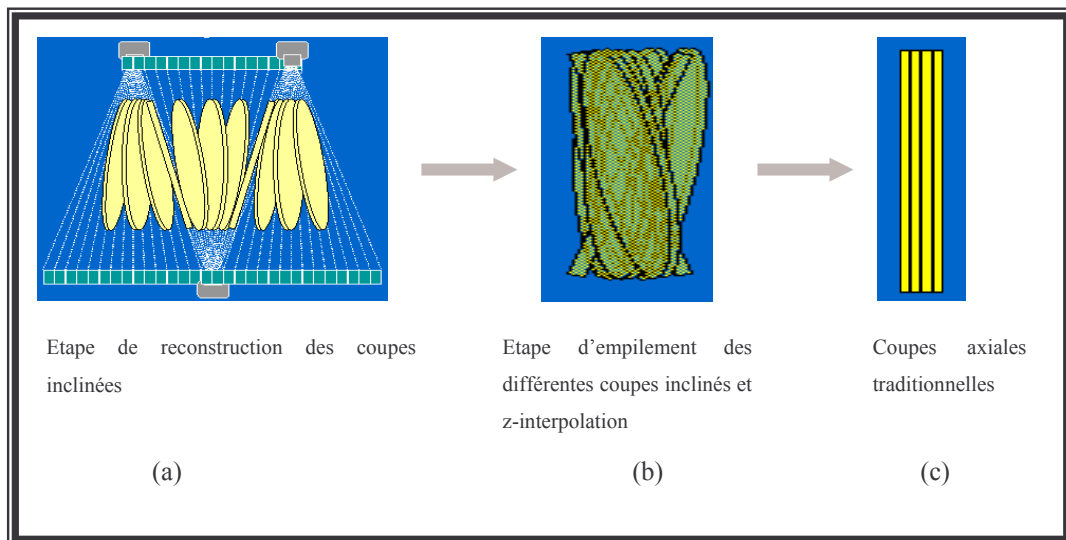 Etape de reconstruction des coupes
inclinées
Etape d’empilement des
différentes coupes inclinés et
z-interpolation
Coupes axiales
traditionnelles
(a)
(b)
(c)